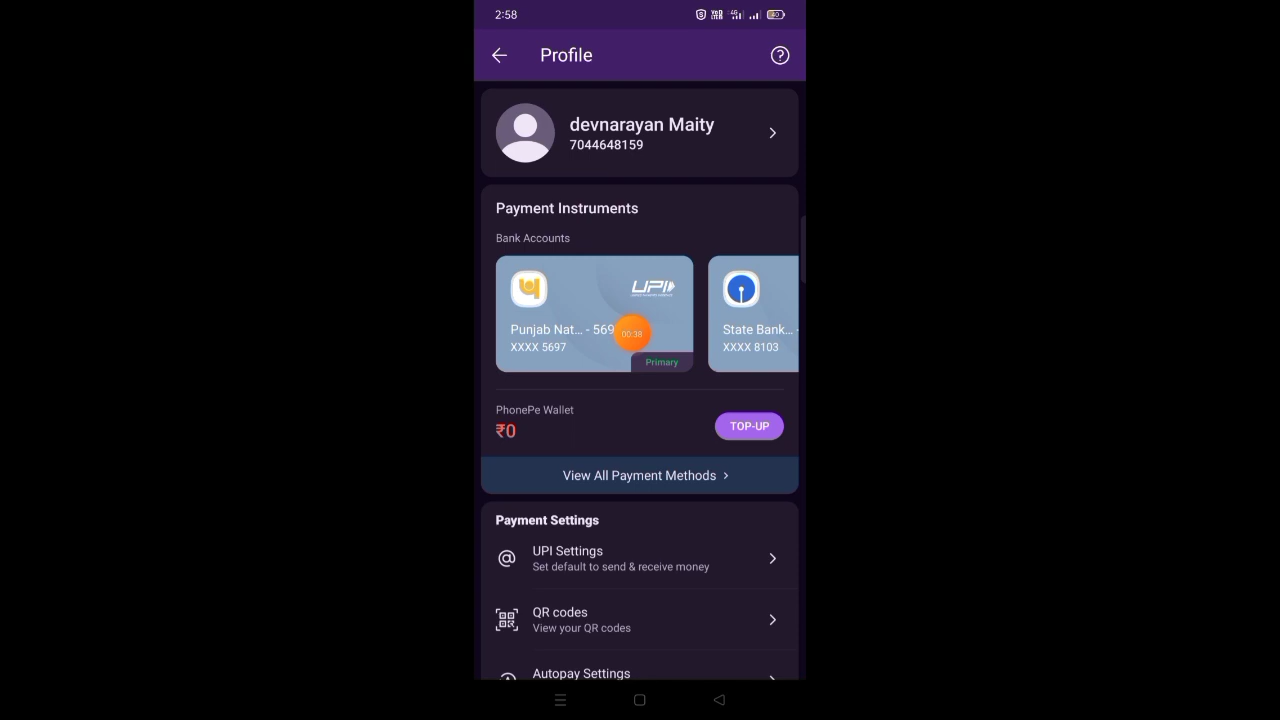 2:58
Profile
devnarayan Maity
7044648159
Payment Instruments
Bank Accounts
UPI
Punjab Nat... - 569
XXXX 5697
00:38
Primary
State Bank... -
XXXX 8103
PhonePe Wallet
₹0
TOP-UP
View All Payment Methods
Payment Settings
UPI Settings
Set default to send & receive money
QR codes
View your QR codes
Autopay Settings